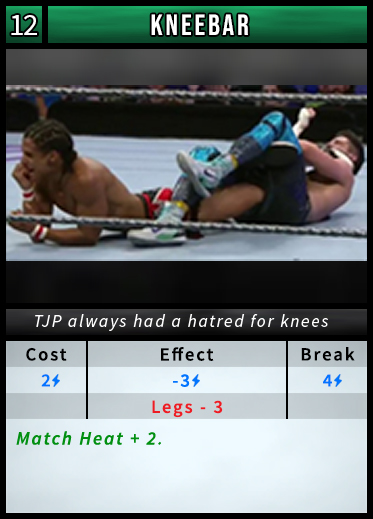 12 KNEEBAR
TJP always had a hatred for knees
Cost Effect Break
2⚡ -3⚡ 4⚡
Legs - 3
Match Heat + 2.